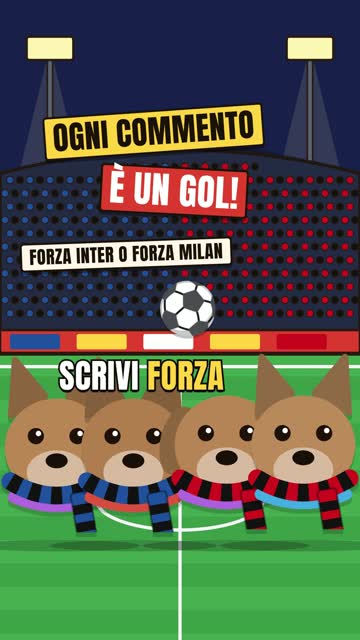 OGNI COMMENTO
È UN GOL!
FORZA INTER O FORZA MILAN
SCRIVI FORZA